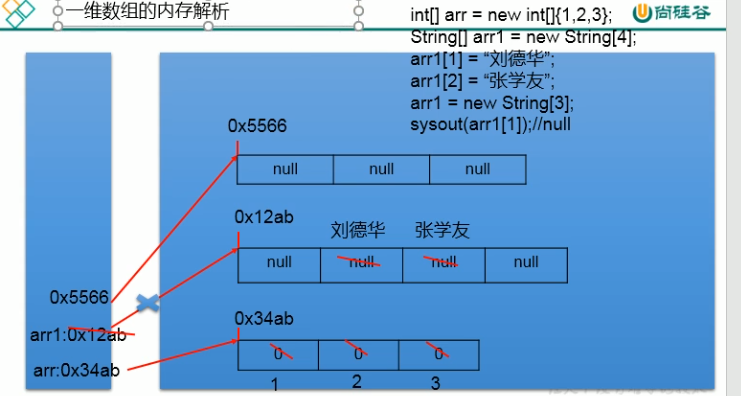 一维数组的内存解析
尚硅谷
int[] arr = new int[]{1,2,3};
String[] arr1 = new String[4];
arr1[1] = “刘德华”;
arr1[2] = “张学友”;
arr1 = new String[3];
sysout(arr1[1]);//null
0x5566
null null null
0x12ab
刘德华 张学友
null null null null
0x5566
arr1:0x12ab
0x34ab
0 0 0
arr:0x34ab
1 2 3